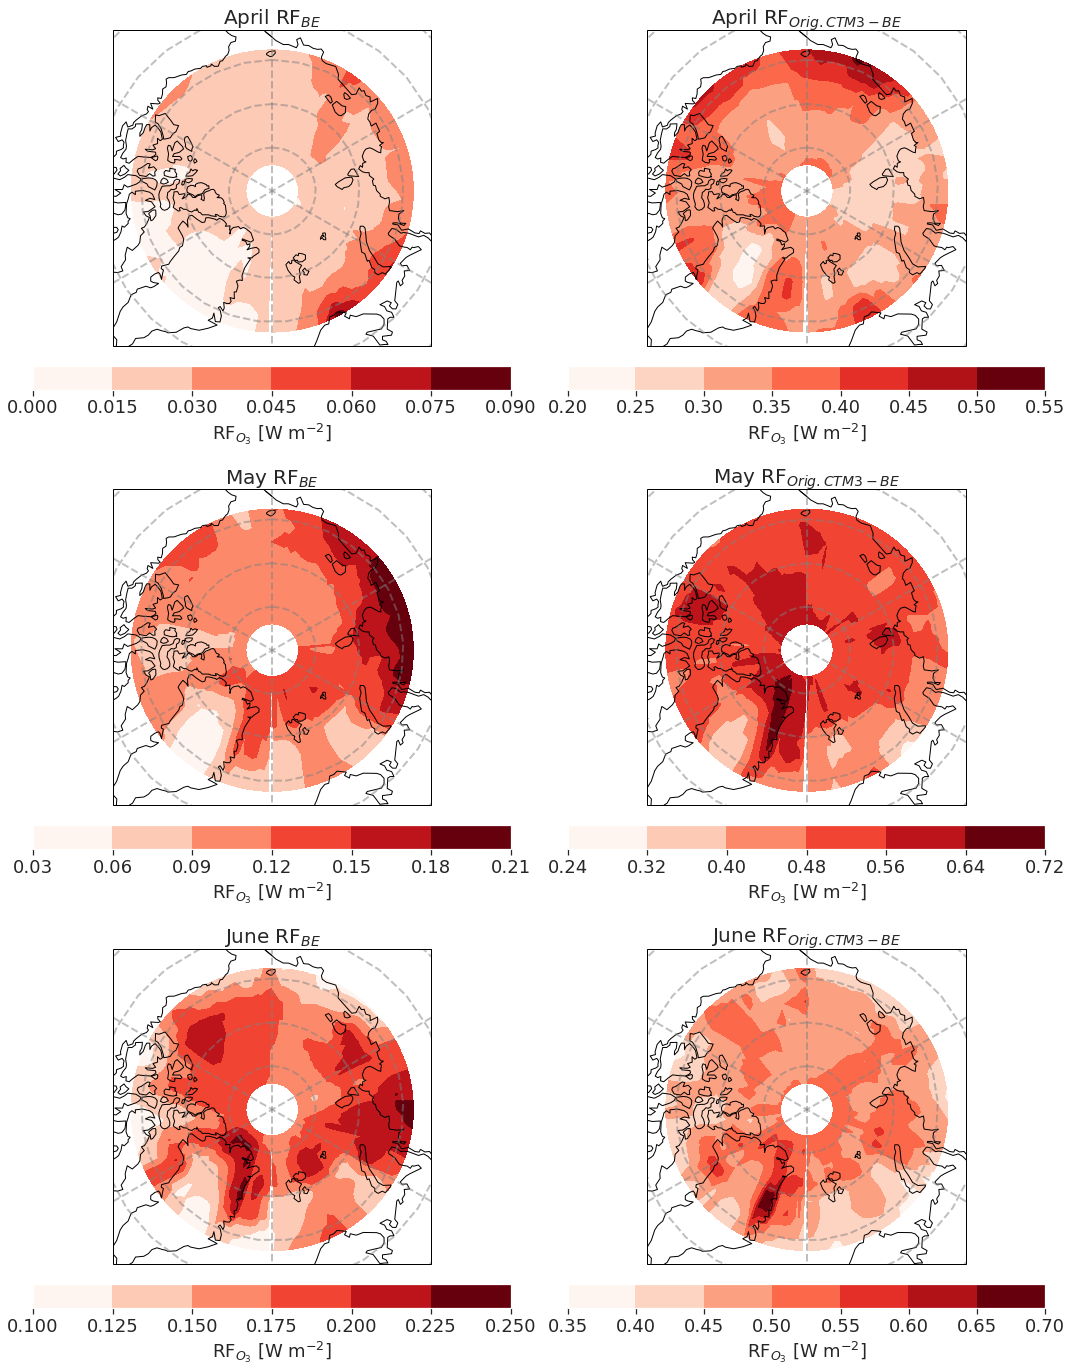 April RF_BE
April RF_Orig.CTM3−BE
0.000 0.015 0.030 0.045 0.060 0.075 0.090
RF_O3 [W m−2]
0.20 0.25 0.30 0.35 0.40 0.45 0.50 0.55
RF_O3 [W m−2]
May RF_BE
May RF_Orig.CTM3−BE
0.03 0.06 0.09 0.12 0.15 0.18 0.21
RF_O3 [W m−2]
0.24 0.32 0.40 0.48 0.56 0.64 0.72
RF_O3 [W m−2]
June RF_BE
June RF_Orig.CTM3−BE
0.100 0.125 0.150 0.175 0.200 0.225 0.250
RF_O3 [W m−2]
0.35 0.40 0.45 0.50 0.55 0.60 0.65 0.70
RF_O3 [W m−2]